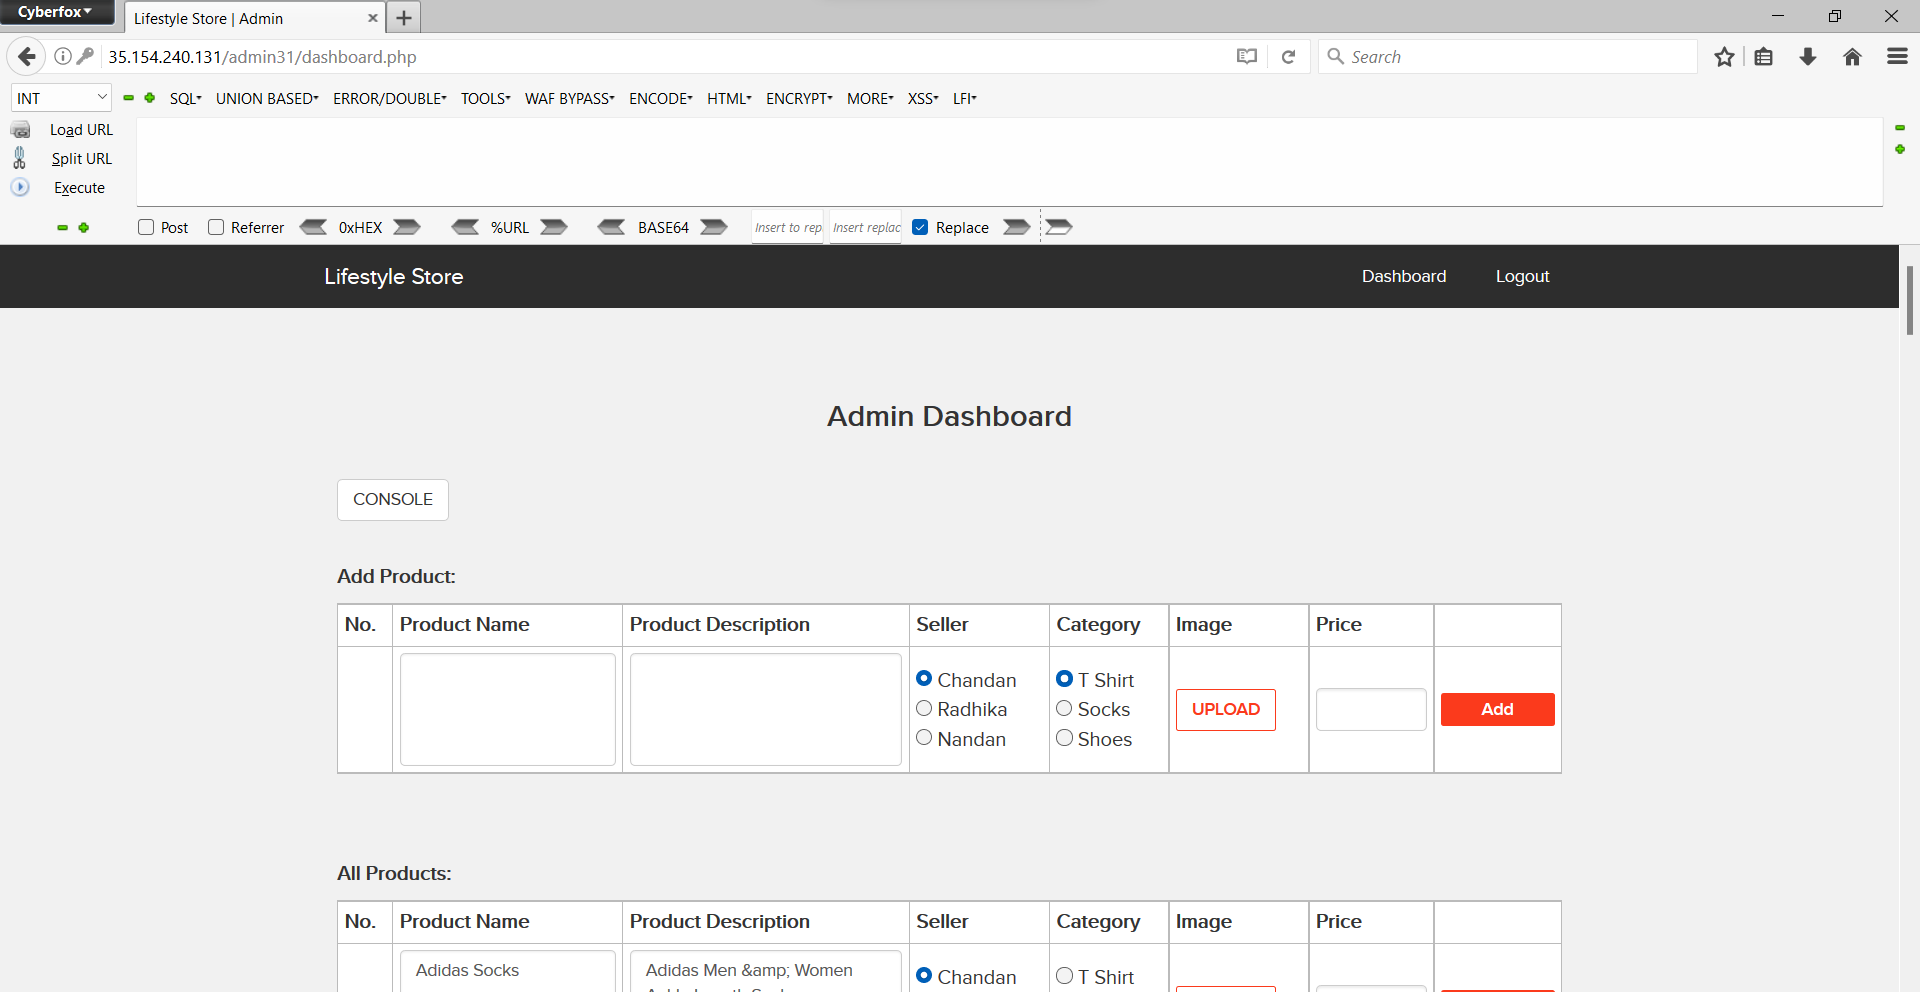 Cyberfox
Lifestyle Store | Admin
35.154.240.131/admin31/dashboard.php
Search
INT
SQL UNION BASED ERROR/DOUBLE TOOLS WAF BYPASS ENCODE HTML ENCRYPT MORE XSS LFI
Load URL
Split URL
Execute
Post Referrer 0xHEX %URL BASE64 Insert to rep Insert replac Replace
Lifestyle Store Dashboard Logout
Admin Dashboard
CONSOLE
Add Product:
No. Product Name Product Description Seller Category Image Price
Chandan T Shirt
Radhika Socks UPLOAD Add
Nandan Shoes
All Products:
No. Product Name Product Description Seller Category Image Price
Adidas Socks Adidas Men &amp; Women
Chandan T Shirt